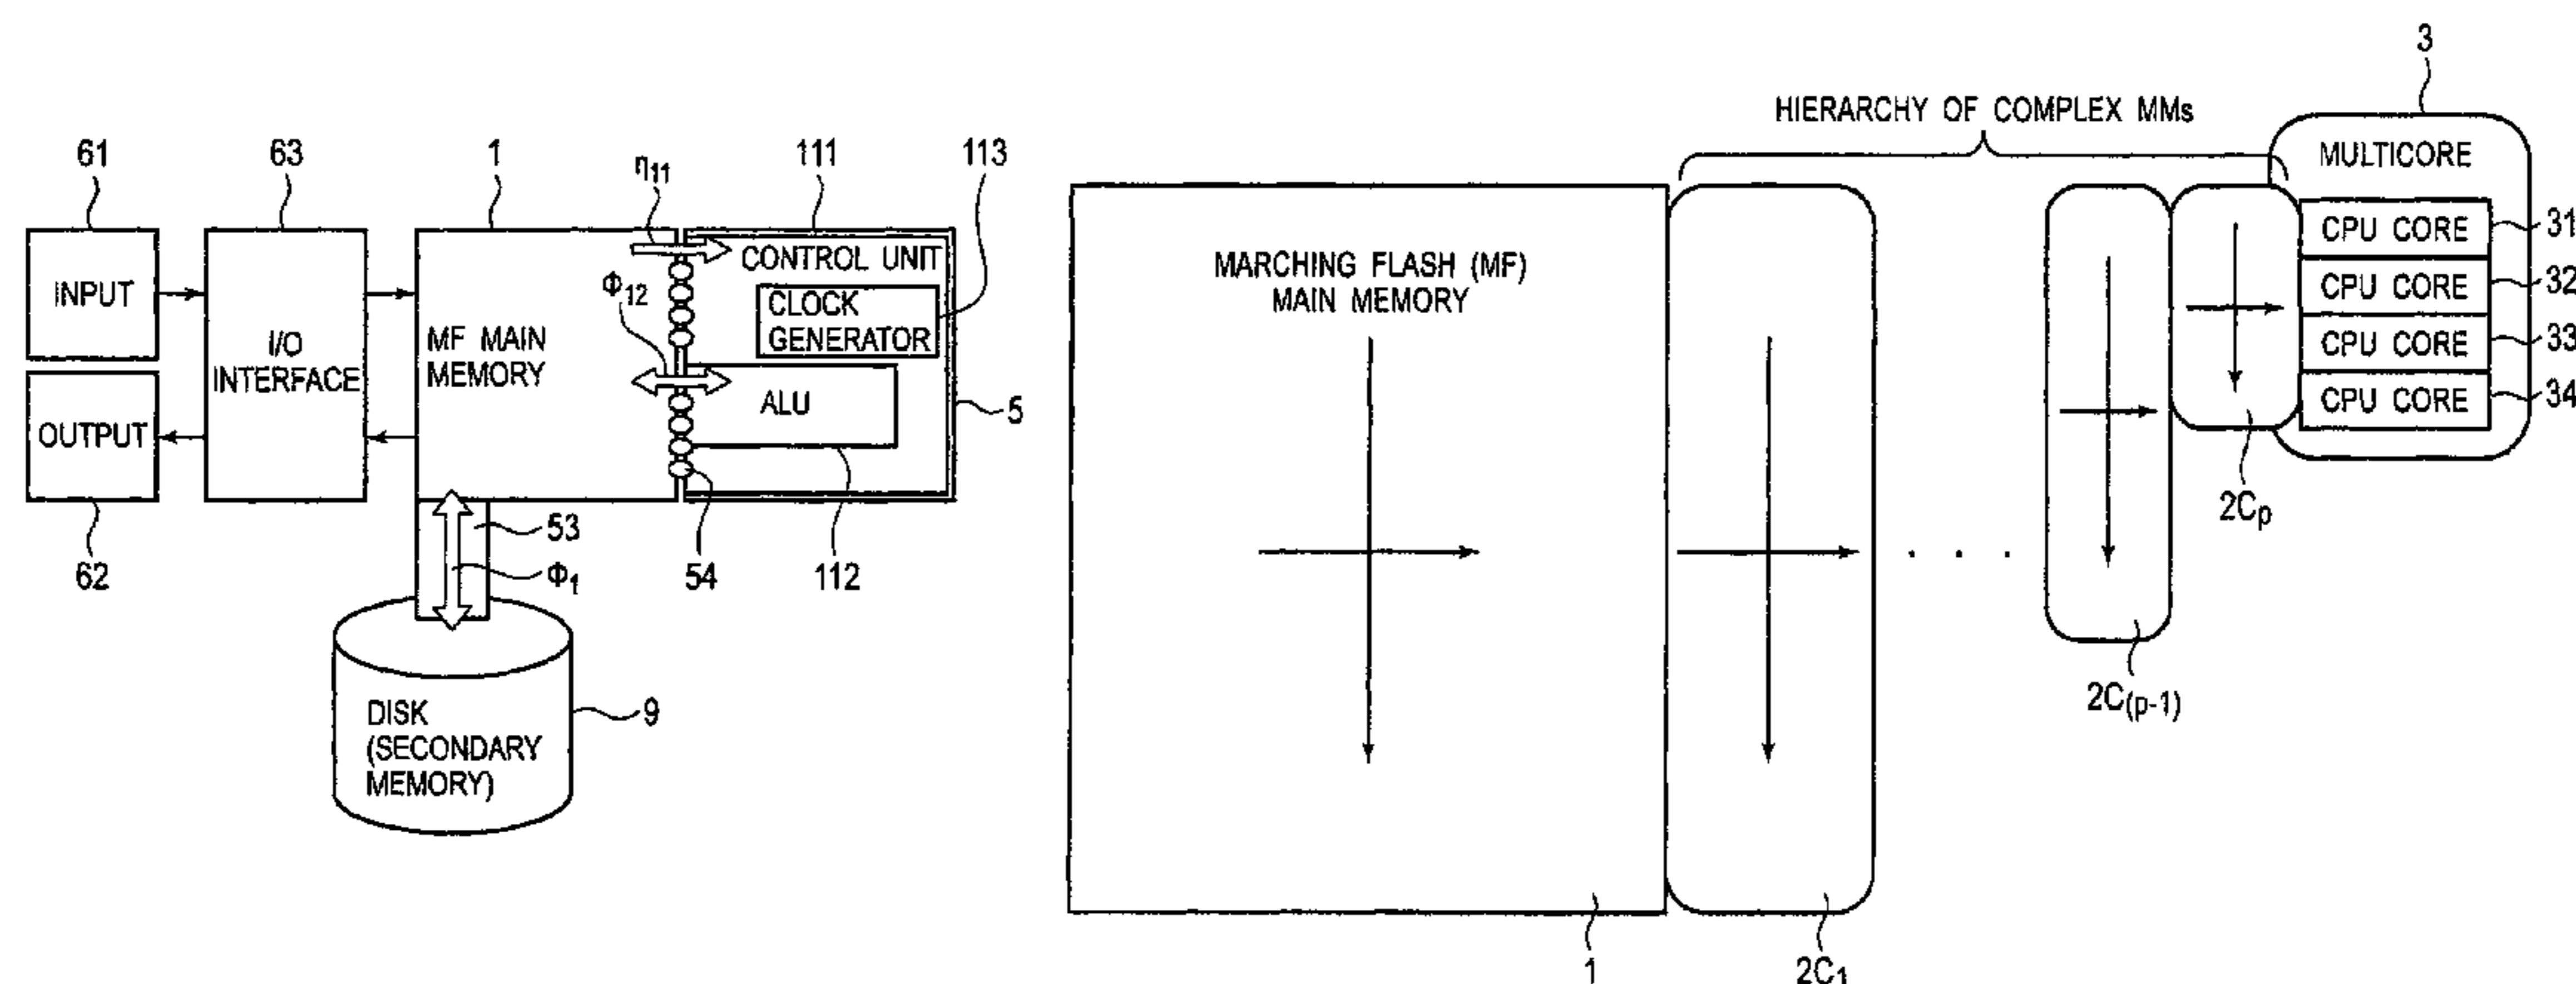 61
63
1
η11
111
113
INPUT
OUTPUT
I/O
INTERFACE
MF MAIN
MEMORY
Φ12
CONTROL UNIT
CLOCK
GENERATOR
ALU
5
62
53
Φ1
54
112
DISK
(SECONDARY
MEMORY)
9
HIERARCHY OF COMPLEX MMs
3
MULTICORE
MARCHING FLASH (MF)
MAIN MEMORY
CPU CORE
31
CPU CORE
32
CPU CORE
33
CPU CORE
34
. . .
2Cp
2C(p-1)
1
2C1